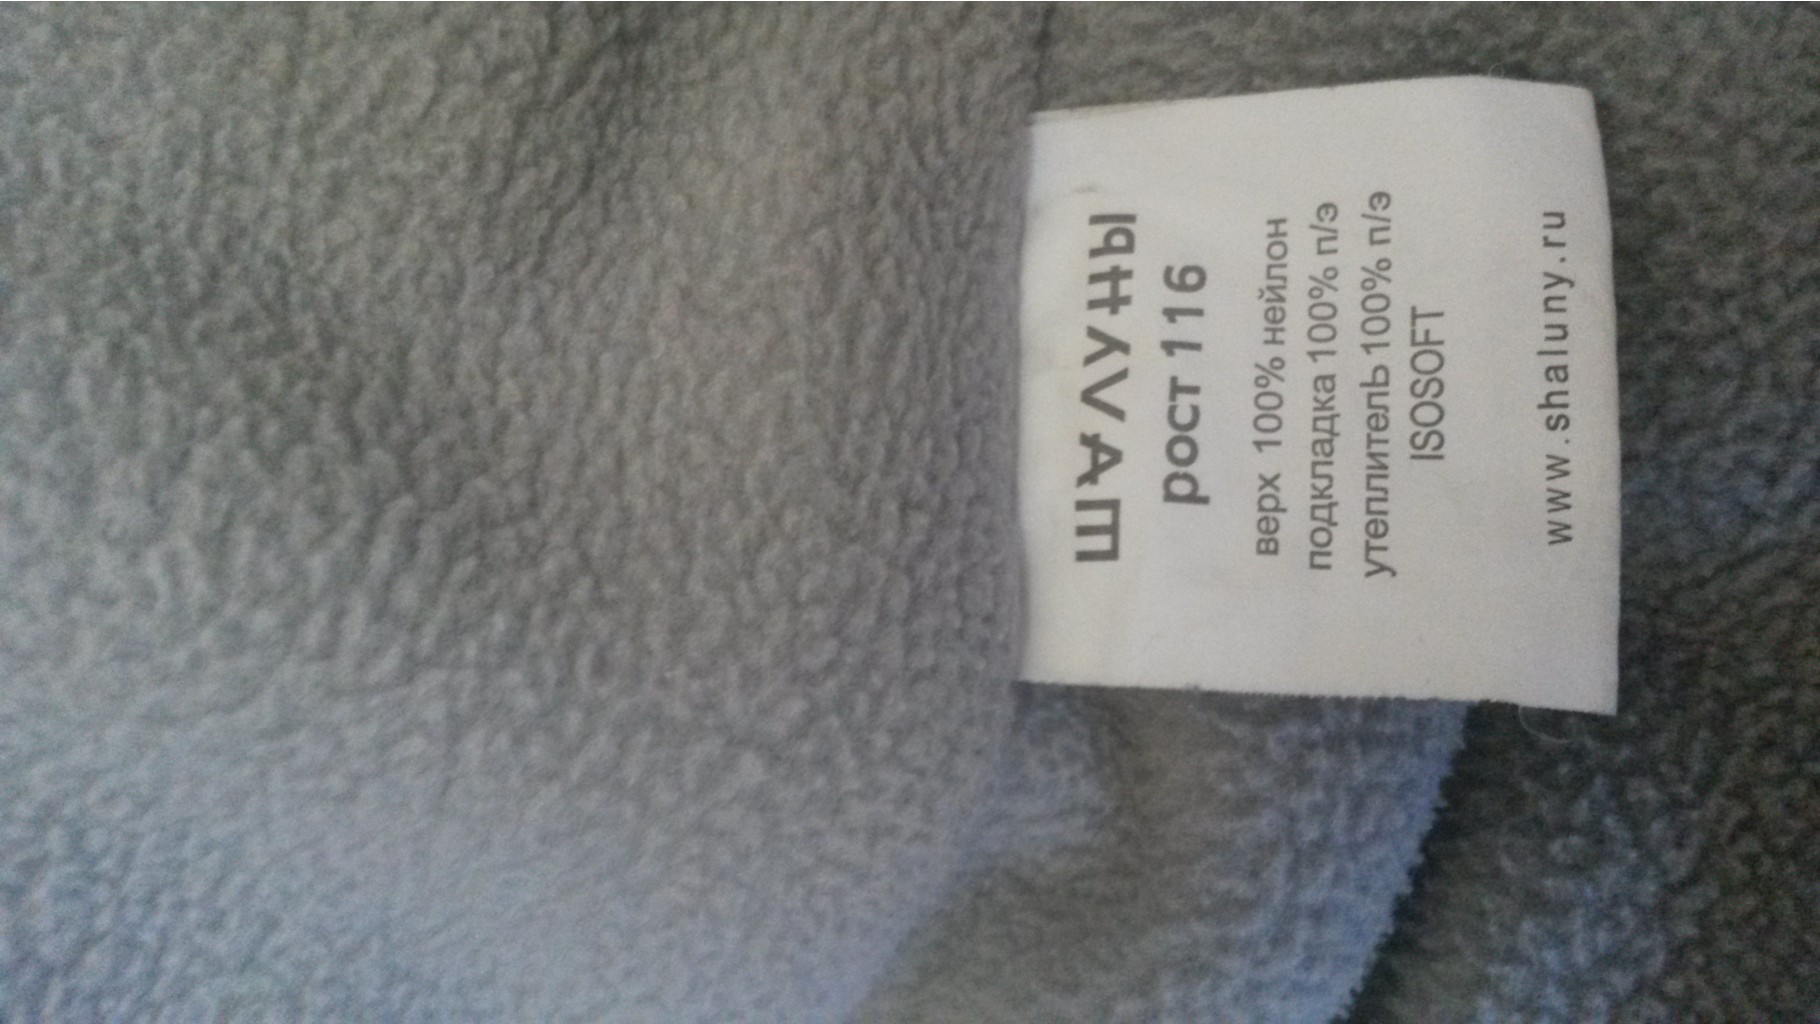 ШАЛУНЫ
рост 116
верх 100% нейлон
подкладка 100% п/э
утеплитель 100% п/э
ISOSOFT
www.shaluny.ru